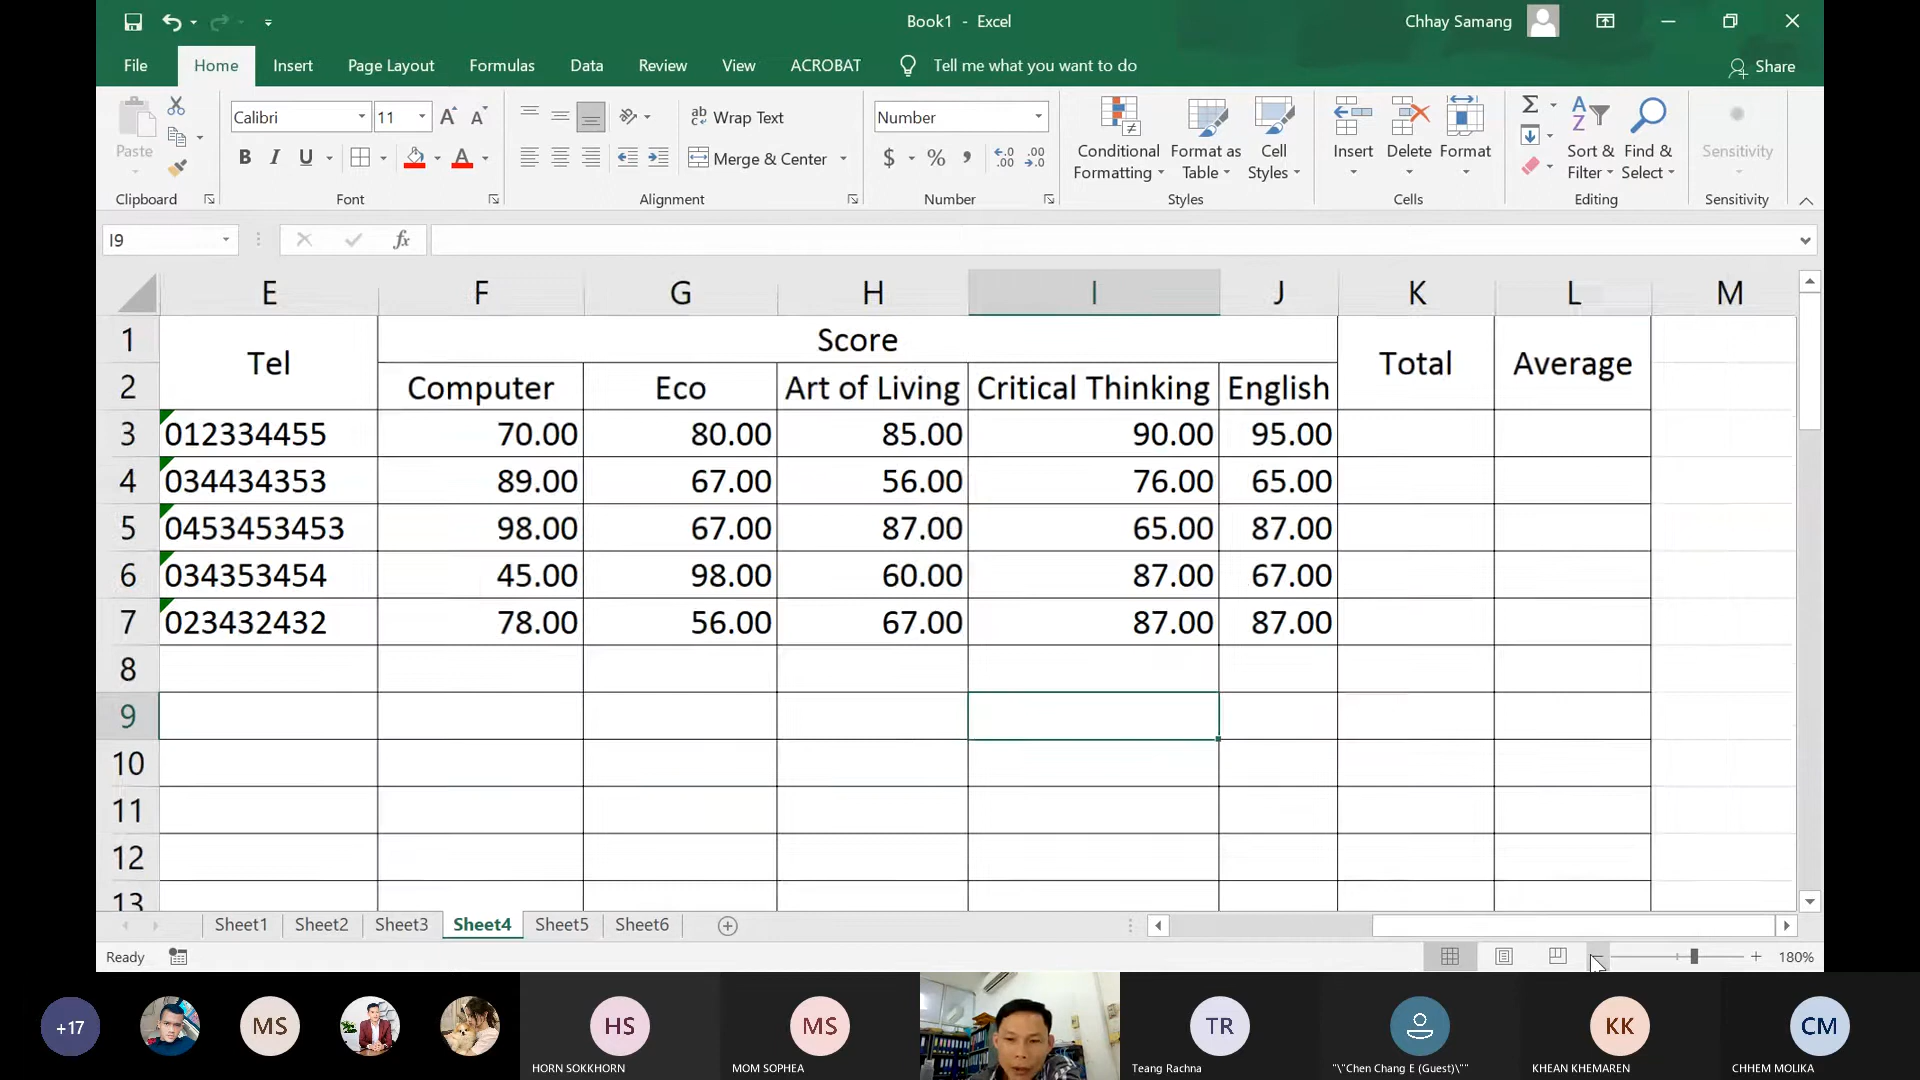 Book1 - Excel
Chhay Samang
File Home Insert Page Layout Formulas Data Review View ACROBAT Tell me what you want to do Share
Paste
Calibri 11
B I U
Wrap Text
Merge & Center
Number
$ % ,
Conditional Formatting
Format as Table
Cell Styles
Insert Delete Format
Sort & Filter
Find & Select
Sensitivity
Clipboard Font Alignment Number Styles Cells Editing Sensitivity
I9 fx
E F G H I J K L M
1 Tel Score Total Average
2 Computer Eco Art of Living Critical Thinking English
3 012334455 70.00 80.00 85.00 90.00 95.00
4 034434353 89.00 67.00 56.00 76.00 65.00
5 0453453453 98.00 67.00 87.00 65.00 87.00
6 034353454 45.00 98.00 60.00 87.00 67.00
7 023432432 78.00 56.00 67.00 87.00 87.00
8
9
10
11
12
13
Sheet1 Sheet2 Sheet3 Sheet4 Sheet5 Sheet6
Ready 180%
+17 MS HS MS TR KK CM
HORN SOKKHORN MOM SOPHEA Teang Rachna "\"Chen Chang E (Guest)\"" KHEAN KHEMAREN CHHEM MOLIKA